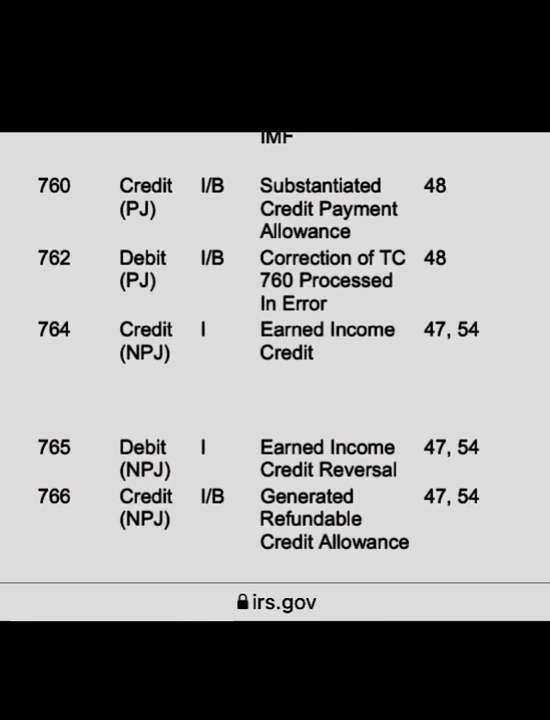 IMF
760 Credit I/B Substantiated 48
(PJ) Credit Payment
Allowance
762 Debit I/B Correction of TC 48
(PJ) 760 Processed
In Error
764 Credit I Earned Income 47, 54
(NPJ) Credit
765 Debit I Earned Income 47, 54
(NPJ) Credit Reversal
766 Credit I/B Generated 47, 54
(NPJ) Refundable
Credit Allowance
irs.gov